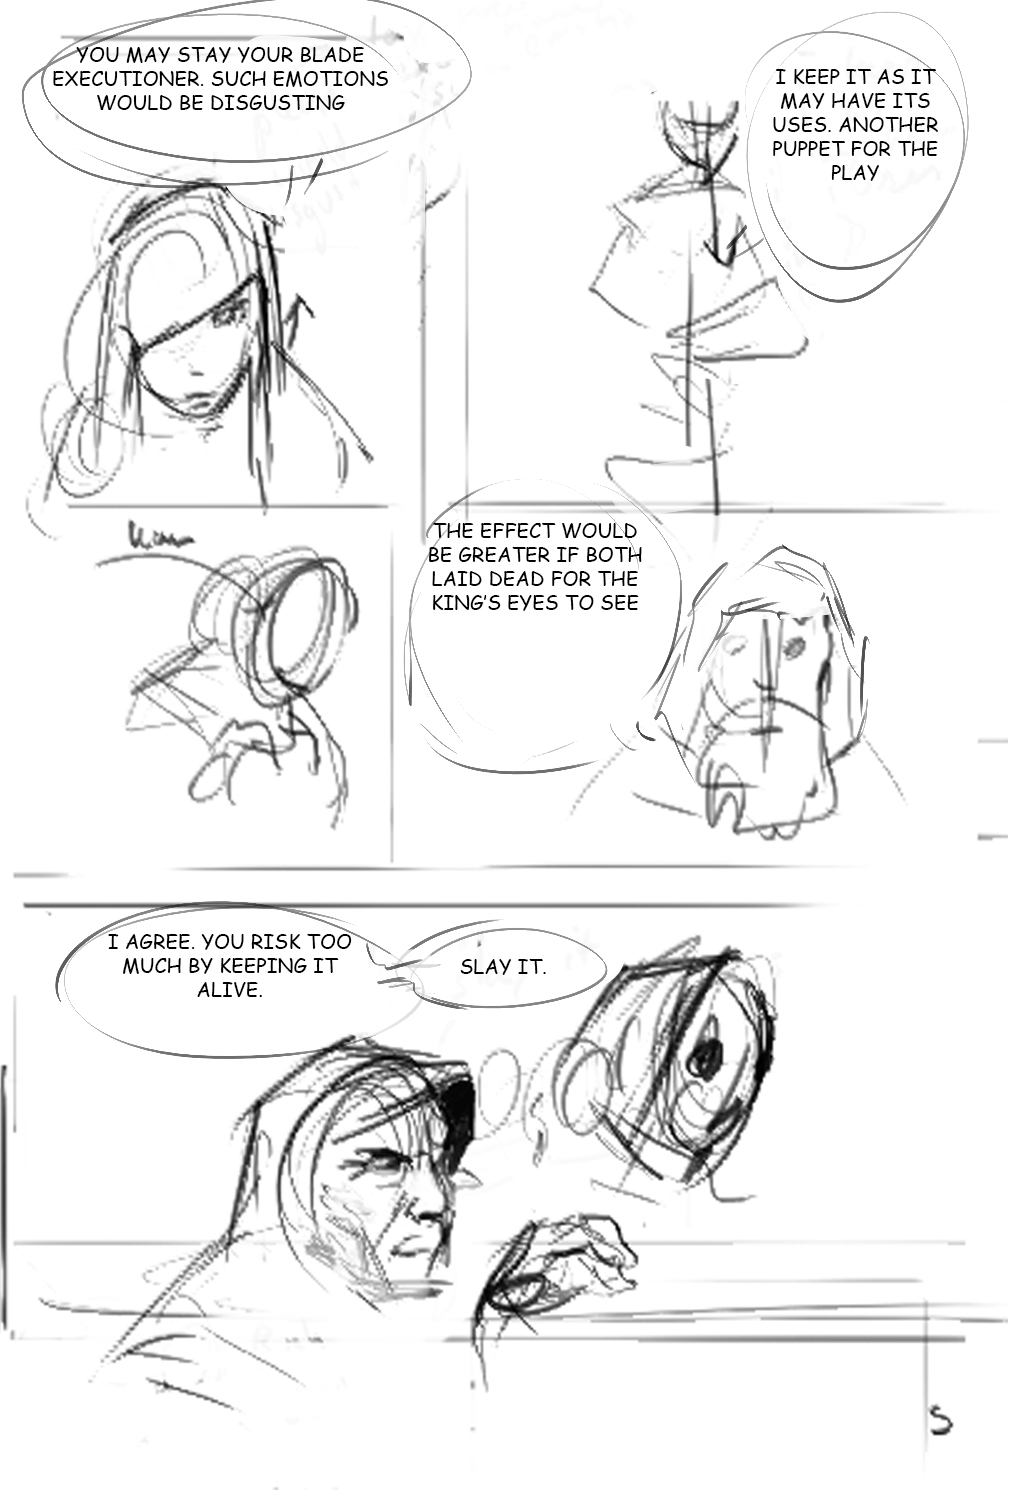 YOU MAY STAY YOUR BLADE
EXECUTIONER. SUCH EMOTIONS
WOULD BE DISGUSTING
I KEEP IT AS IT
MAY HAVE ITS
USES. ANOTHER
PUPPET FOR THE
PLAY
THE EFFECT WOULD
BE GREATER IF BOTH
LAID DEAD FOR THE
KING'S EYES TO SEE
I AGREE. YOU RISK TOO
MUCH BY KEEPING IT
ALIVE.
SLAY IT.
5